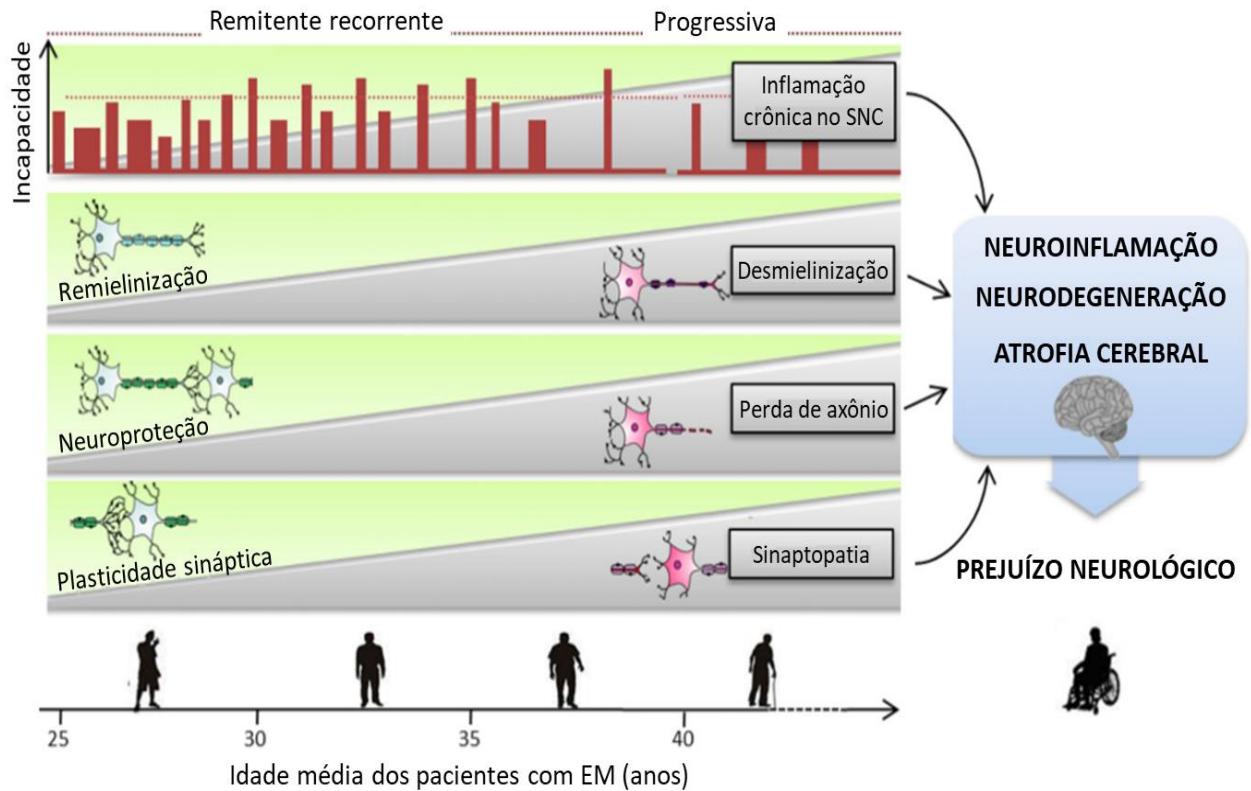 Remitente recorrente
Progressiva
Incapacidade
Inflamação
crônica no SNC
Remielinização
Desmielinização
Neuroproteção
Perda de axônio
Plasticidade sináptica
Sinaptopatia
NEUROINFLAMAÇÃO
NEURODEGENERAÇÃO
ATROFIA CEREBRAL
PREJUÍZO NEUROLÓGICO
25
30
35
40
Idade média dos pacientes com EM (anos)